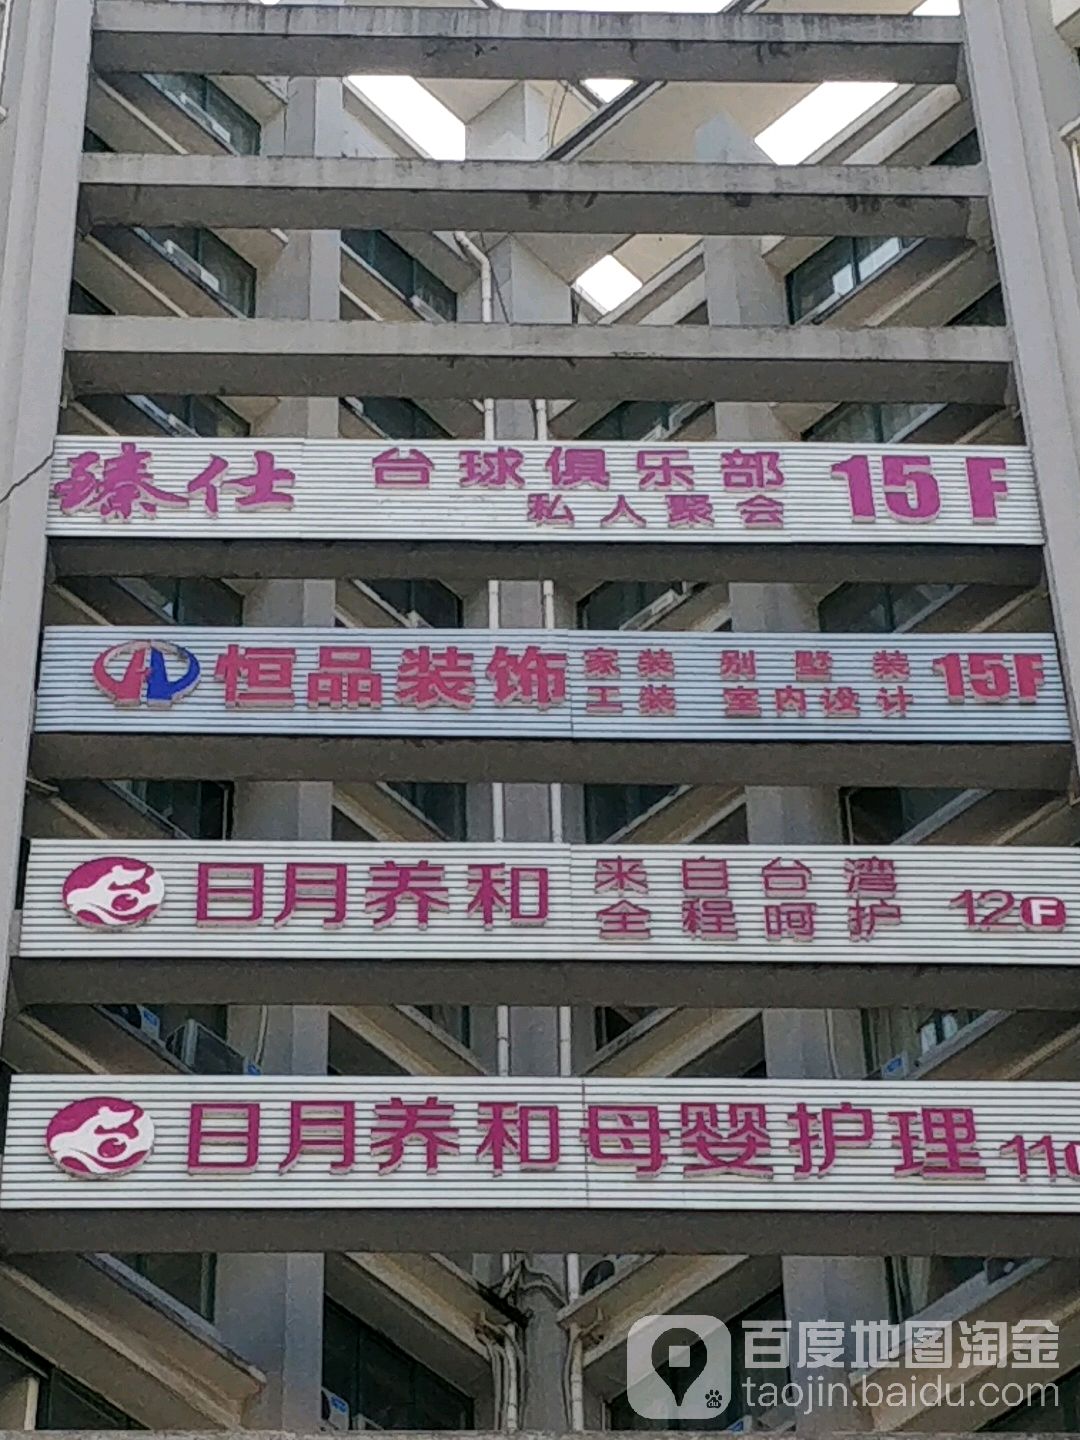 臻仕 台球俱乐部 15F
私人聚会
恒品装饰 家装 别墅装 15F
工装 室内设计
日月养和 来自台湾 12F
全程呵护
日月养和母婴护理 110
百度地图淘金
taojin.baidu.com